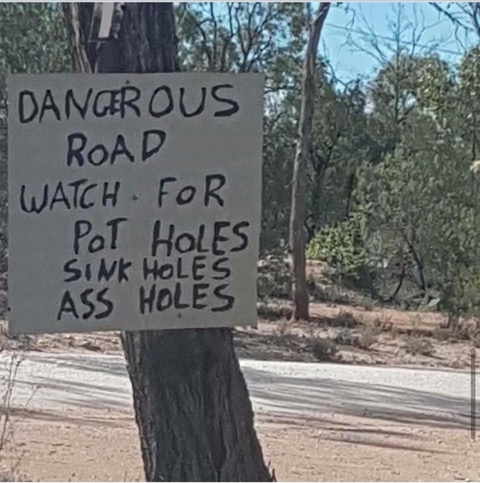 DANGEROUS
ROAD
WATCH FOR
POT HOLES
SINK HOLES
ASS HOLES